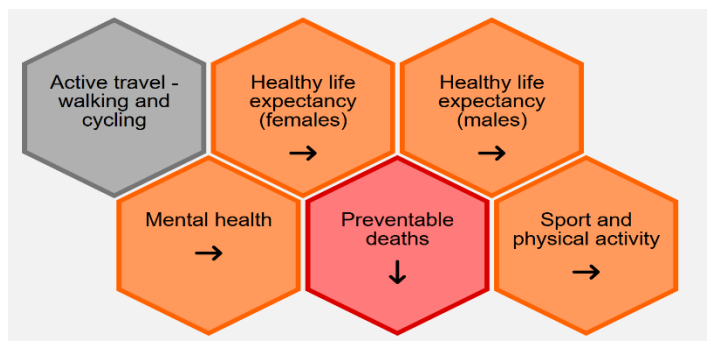 Active travel -
walking and
cycling
Healthy life
expectancy
(females)
→
Healthy life
expectancy
(males)
→
Mental health
→
Preventable
deaths
↓
Sport and
physical activity
→